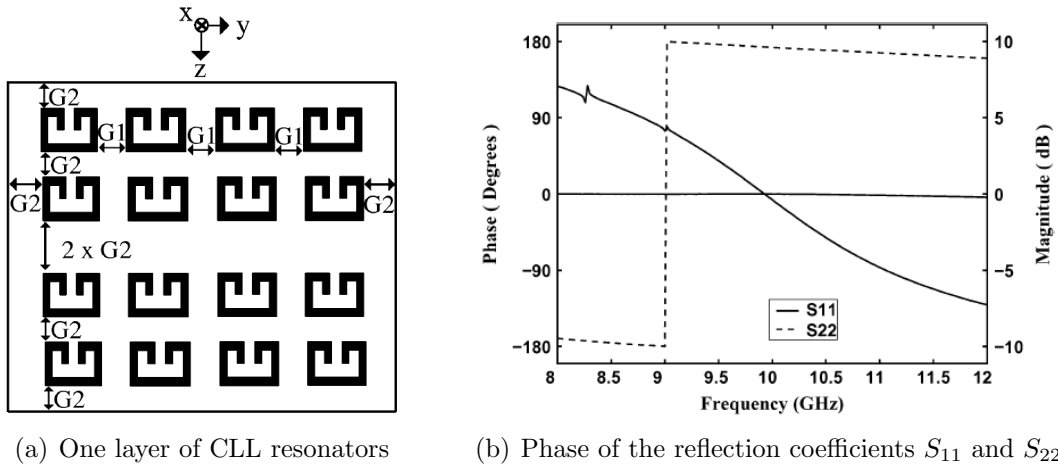 x
y
z
G2
G1
G1
G1
G2
G2
G2
2 x G2
G2
G2
(a) One layer of CLL resonators
180
90
0
−90
−180
Phase ( Degrees )
10
5
0
−5
−10
Magnitude ( dB )
S11
S22
8
8.5
9
9.5
10
10.5
11
11.5
12
Frequency (GHz)
(b) Phase of the reflection coefficients S11 and S22